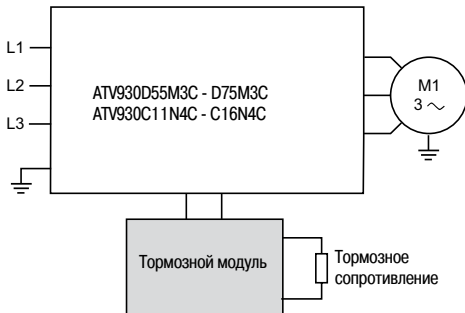 L1
L2
L3
ATV930D55M3C - D75M3C
ATV930C11N4C - C16N4C
M1
3 ~
Тормозной модуль
Тормозное
сопротивление